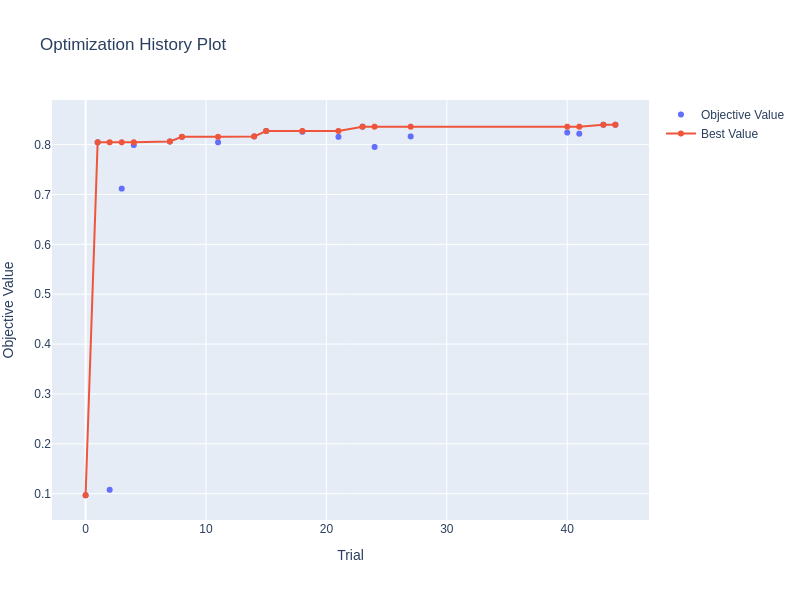 Optimization History Plot
Objective Value
Best Value
0.8
0.7
0.6
0.5
0.4
0.3
0.2
0.1
Objective Value
0
10
20
30
40
Trial